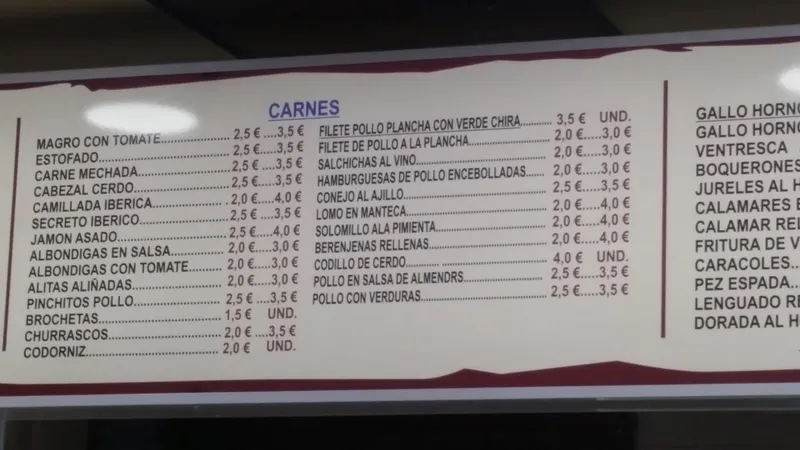 CARNES
MAGRO CON TOMATE 2,5 € ....3,5 €
ESTOFADO 2,5 €....3,5 €
CARNE MECHADA 2,5 € ...3,5 €
CABEZAL CERDO 2,5 €....3,5 €
CAMILLADA IBERICA 2,0 €....4,0 €
SECRETO IBERICO 2,5 €....3,5 €
JAMON ASADO 2,5 €....4,0 €
ALBONDIGAS EN SALSA 2,0 €....3,0 €
ALBONDIGAS CON TOMATE 2,0 €....3,0 €
ALITAS ALIÑADAS 2,0 €....3,0 €
PINCHITOS POLLO 2,5 € ...3,5 €
BROCHETAS 1,5 € UND.
CHURRASCOS 2,0 € ...3,5 €
CODORNIZ 2,0 € UND.
FILETE POLLO PLANCHA CON VERDE CHIRA 3,5 € UND.
FILETE DE POLLO A LA PLANCHA 2,0 €....3,0 €
SALCHICHAS AL VINO 2,0 €....3,0 €
HAMBURGUESAS DE POLLO ENCEBOLLADAS 2,0 €....3,0 €
CONEJO AL AJILLO 2,5 €....3,5 €
LOMO EN MANTECA 2,0 €....4,0 €
SOLOMILLO ALA PIMIENTA 2,0 €....4,0 €
BERENJENAS RELLENAS 2,0 €....4,0 €
CODILLO DE CERDO 4,0 € UND.
POLLO EN SALSA DE ALMENDRS 2,5 €....3,5 €
POLLO CON VERDURAS 2,5 €....3,5 €
GALLO HORNO
GALLO HORNO
VENTRESCA
BOQUERONES
JURELES AL H
CALAMARES
CALAMAR REL
FRITURA DE V
CARACOLES
PEZ ESPADA
LENGUADO RE
DORADA AL H